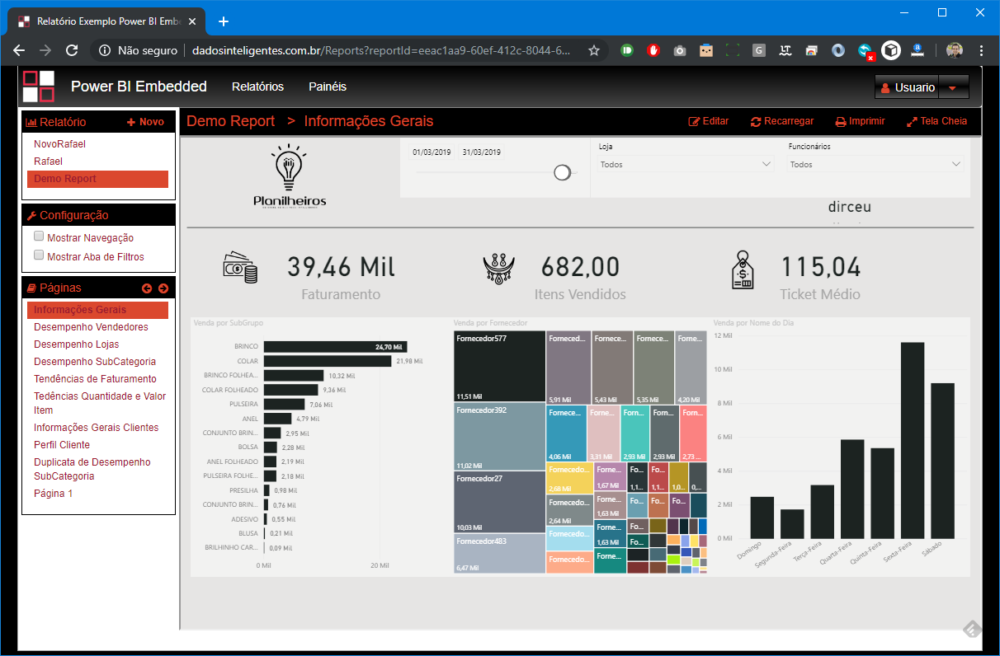 Relatório Exemplo Power BI Embe
Não seguro
dadosinteligentes.com.br/Reports?reportId=eeac1aa9-60ef-412c-8044-6...
Power BI Embedded
Relatórios
Painéis
Usuario
Relatório
Novo
NovoRafael
Rafael
Demo Report
Configuração
Mostrar Navegação
Mostrar Aba de Filtros
Páginas
Informações Gerais
Desempenho Vendedores
Desempenho Lojas
Desempenho SubCategoria
Tendências de Faturamento
Tedências Quantidade e Valor
Item
Informações Gerais Clientes
Perfil Cliente
Duplicata de Desempenho
SubCategoria
Página 1
Demo Report > Informações Gerais
Editar
Recarregar
Imprimir
Tela Cheia
Planilheiros
01/03/2019
31/03/2019
Loja
Todos
Funcionários
Todos
dirceu
39,46 Mil
Faturamento
682,00
Itens Vendidos
115,04
Ticket Médio
Venda por SubGrupo
BRINCO 24,70 Mil
COLAR 21,98 Mil
BRINCO FOLHEA... 10,32 Mil
COLAR FOLHEADO 9,36 Mil
PULSEIRA 7,06 Mil
ANEL 4,79 Mil
CONJUNTO BRIN... 2,95 Mil
BOLSA 2,28 Mil
ANEL FOLHEADO 2,19 Mil
PULSEIRA FOLHE... 2,18 Mil
PRESILHA 0,98 Mil
CONJUNTO BRIN... 0,76 Mil
ADESIVO 0,55 Mil
BLUSA 0,21 Mil
BRILHINHO CAR... 0,09 Mil
0 Mil
20 Mil
Venda por Fornecedor
Fornecedor577
11,51 Mil
Fornecedor392
11,02 Mil
Fornecedor27
10,03 Mil
Fornecedor483
6,47 Mil
Forneced...
5,91 Mil
Fornece...
5,43 Mil
Fornece...
5,35 Mil
Forne...
4,20 Mil
Fornece...
4,06 Mil
Forne...
3,31 Mil
Forn...
2,93 Mil
Forn...
2,93 Mil
Forn...
2,73 ...
Fornecedo...
2,68 Mil
Fornecedo...
2,64 Mil
Fornecedo...
Fornecedo...
Forne...
1,67 Mil
Forne...
1,63 Mil
Forne...
1,63 Mil
Forne...
Fo...
1,1...
Fo...
1,1...
Fo...
1,0...
Fo...
0,...
Fo...
Fo...
Fo...
Fo...
Fo...
Venda por Nome do Dia
12 Mil
10 Mil
8 Mil
6 Mil
4 Mil
2 Mil
0 Mil
Domingo
Segunda-Feira
Terça-Feira
Quarta-Feira
Quinta-Feira
Sexta-Feira
Sábado